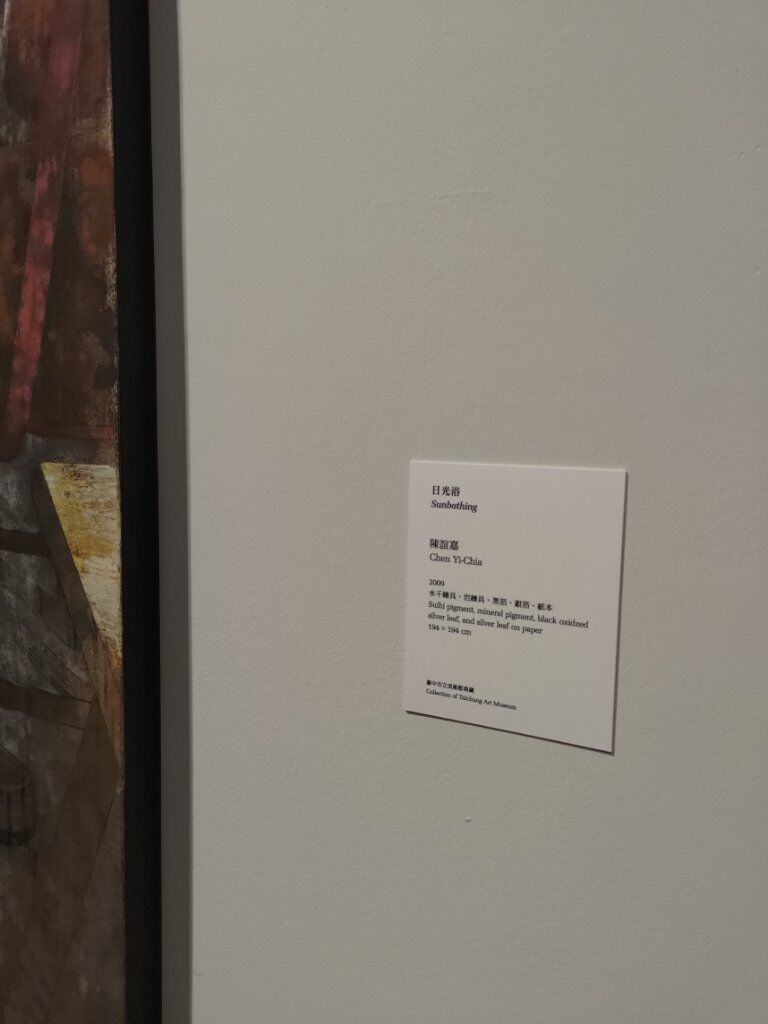 日光浴
Sunbathing
陳誼嘉
Chen Yi-Chia
2009
水干繪具、岩繪具、黑箔、銀箔、紙本
Suihi pigment, mineral pigment, black oxidized
silver leaf, and silver leaf on paper
194 × 194 cm
臺中市立美術館典藏
Collection of Taichung Art Museum